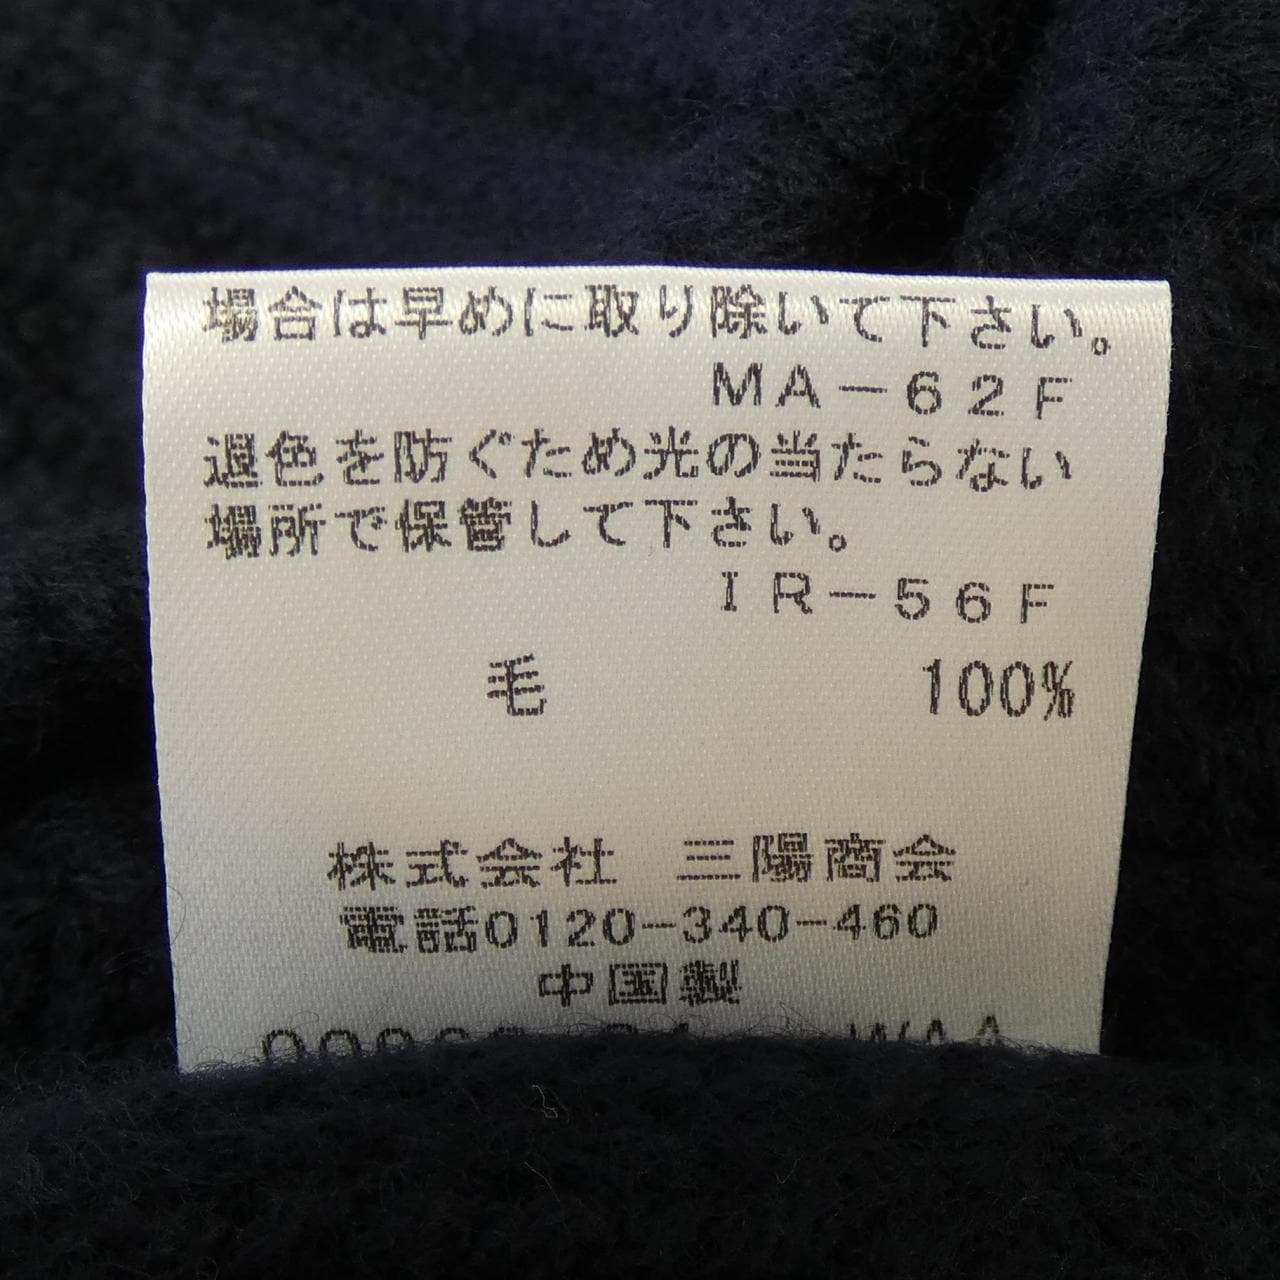 場合は早めに取り除いて下さい。
MA-62F
退色を防ぐため光の当たらない
場所で保管して下さい。
IR-56F
毛 100%
株式会社 三陽商会
電話0120-340-460
中国製